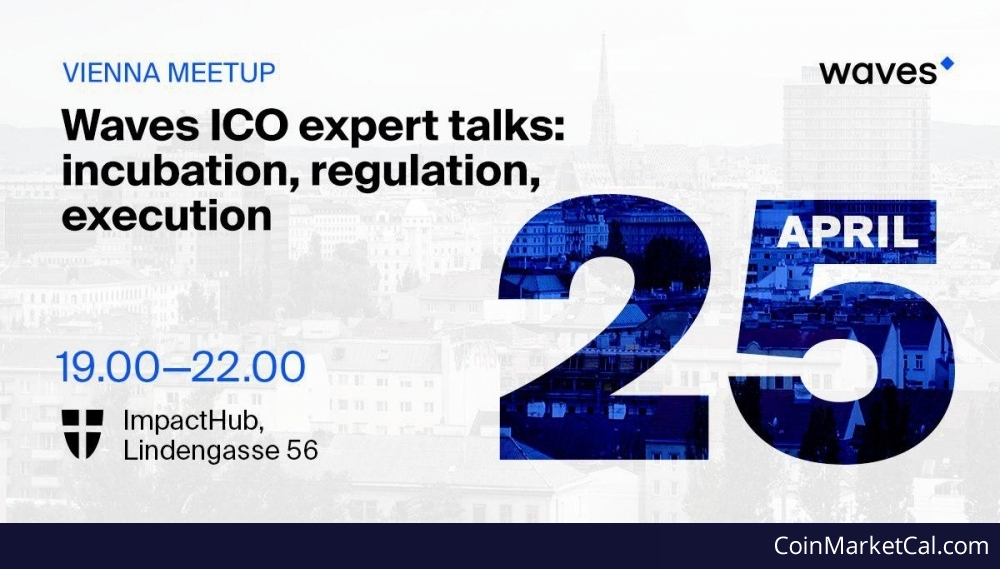 VIENNA MEETUP
waves
Waves ICO expert talks:
incubation, regulation,
execution
25
APRIL
19.00—22.00
ImpactHub,
Lindengasse 56
CoinMarketCal.com